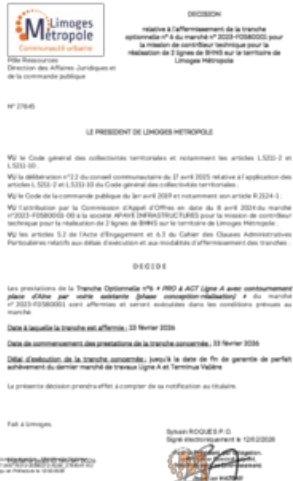 Limoges
Métropole
Communauté urbaine
Pôle Ressources
Direction des Affaires Juridiques et
de la commande publique
DECISION
relative à l'affermissement de la tranche
optionnelle n° 6 du marché n° 2023-F0580001 pour
la mission de contrôleur technique pour la
réalisation de 2 lignes de BHNS sur le territoire de
Limoges Métropole
N° 27845
LE PRESIDENT DE LIMOGES METROPOLE
VU le Code général des collectivités territoriales et notamment les articles L.5211-2 et
L.5211-10 ;
VU la délibération n°2.2 du conseil communautaire du 17 avril 2025 relative à l'application des
articles L.5211-2 et L.5211-10 du Code général des collectivités territoriales ;
VU le Code de la commande publique du 1er avril 2019 et notamment son article R.2124-1 ;
VU l'attribution par la Commission d'Appel d'Offres en date du 8 avril 2024 du marché
n°2023-F0580001-00 à la société APAVE INFRASTRUCTURES pour la mission de contrôleur
technique pour la réalisation de 2 lignes de BHNS sur le territoire de Limoges Métropole ;
VU les articles 5.2 de l'Acte d'Engagement et 6.3 du Cahier des Clauses Administratives
Particulières relatifs aux délais d'exécution et aux modalités d'affermissement des tranches ;
DECIDE
Les prestations de la Tranche Optionnelle n°6 « PRO & ACT Ligne A avec contournement
place d'Aine par voirie existante (phase conception-réalisation) » du marché
n°2023-F0580001 sont affermies et seront exécutées dans les conditions prévues au
marché.
Date à laquelle la tranche est affermie : 23 février 2026
Date de commencement des prestations de la tranche concernée : 23 février 2026
Délai d'exécution de la tranche concernée : jusqu'à la date de fin de garantie de parfait
achèvement du dernier marché de travaux Ligne A et Terminus Vallère
La présente décision prendra effet à compter de sa notification au titulaire.
Fait à Limoges,
Sylvain ROQUES P.O.
Signé électroniquement le 12/02/2026